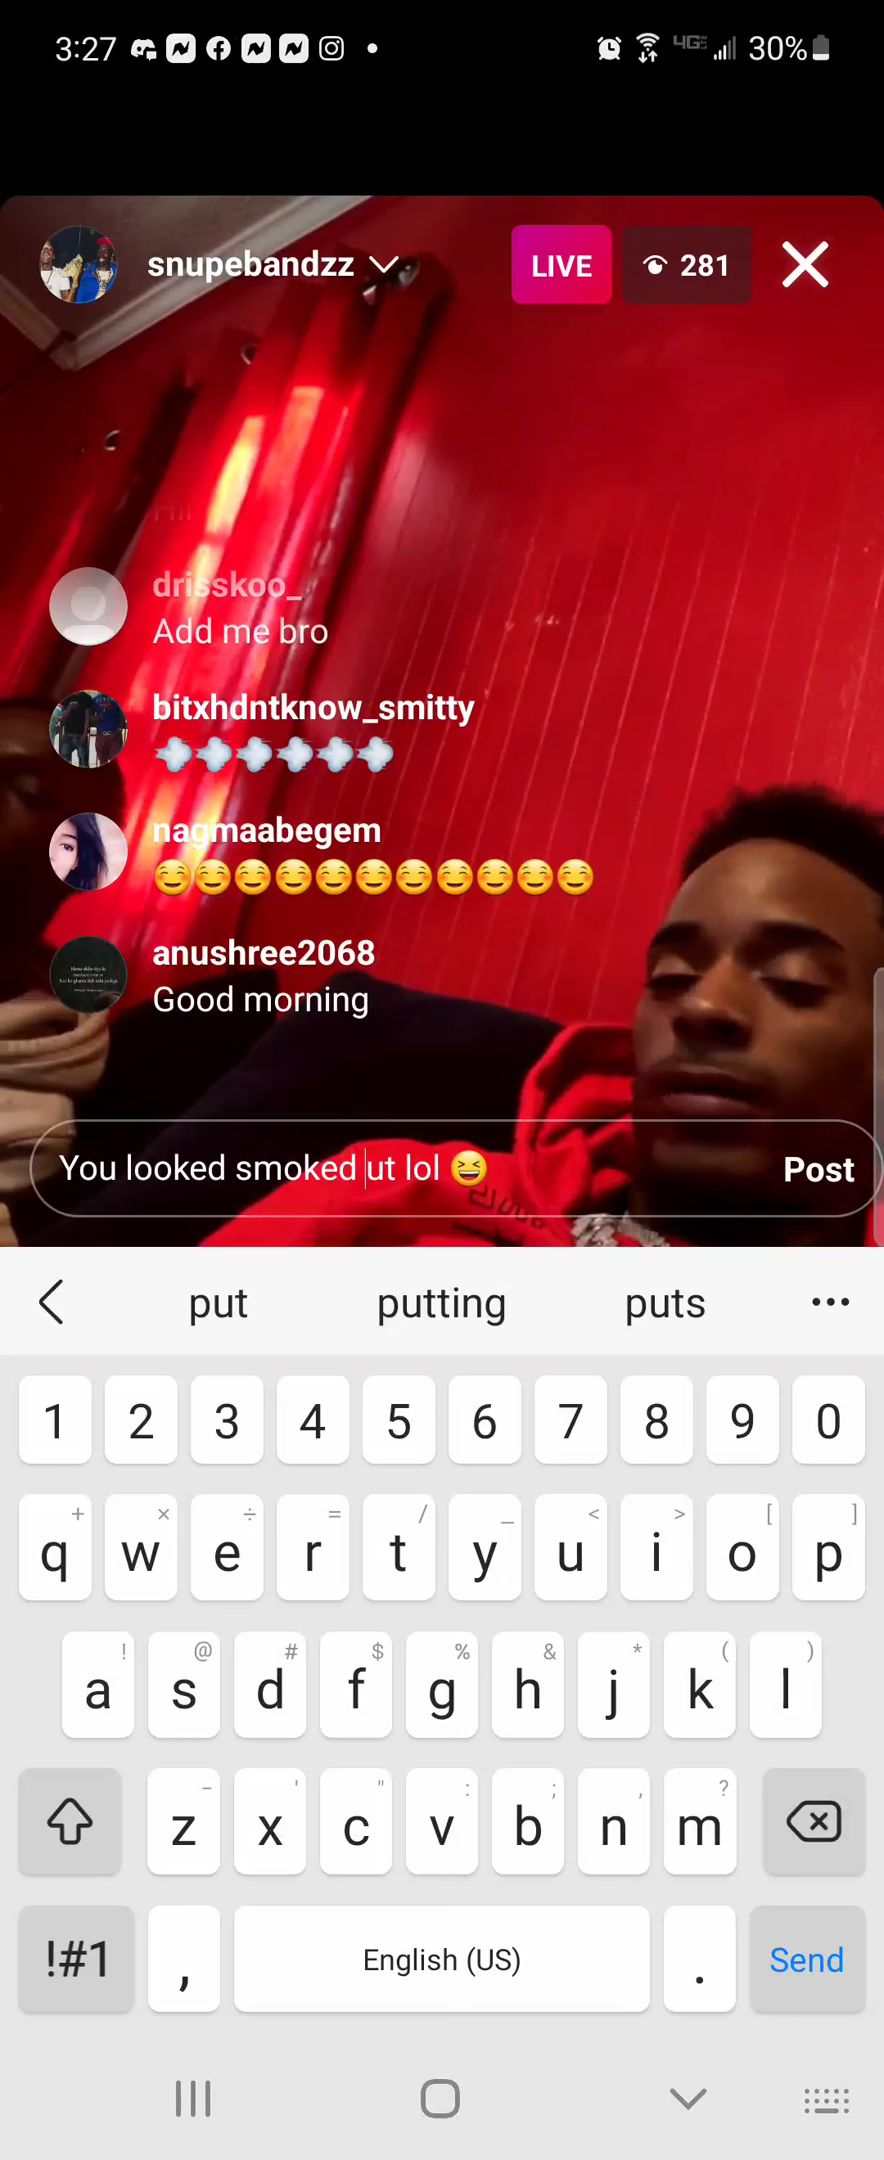 3:27
4GE 30%
snupebandzz
LIVE
281
drisskoo_
Add me bro
bitxhdntknow_smitty
nagmaabegem
😊😊😊😊😊😊😊😊😊😊😊
anushree2068
Good morning
You looked smoked ut lol 😆
Post
put putting puts
1 2 3 4 5 6 7 8 9 0
+ × ÷ = / _ < > [ ]
q w e r t y u i o p
! @ # $ % & * ( )
a s d f g h j k l
- ' " : ; , ?
z x c v b n m
!#1 , English (US) . Send